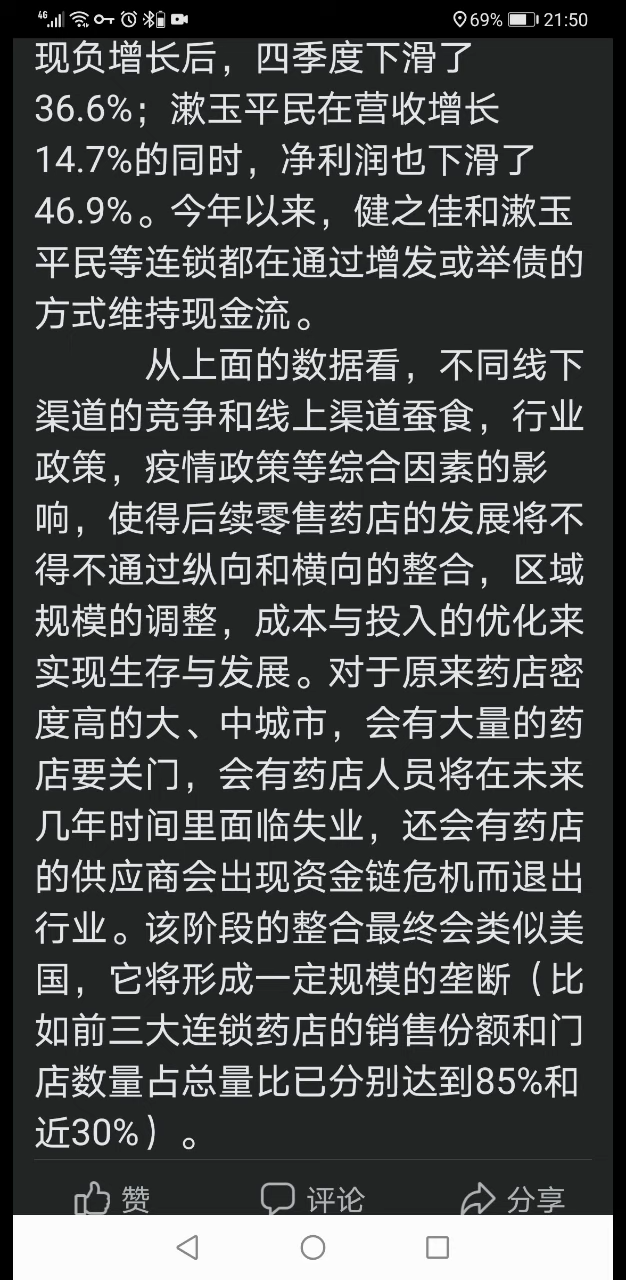 4G
69%
21:50
现负增长后，四季度下滑了
36.6%；漱玉平民在营收增长
14.7%的同时，净利润也下滑了
46.9%。今年以来，健之佳和漱玉
平民等连锁都在通过增发或举债的
方式维持现金流。
从上面的数据看，不同线下
渠道的竞争和线上渠道蚕食，行业
政策，疫情政策等综合因素的影
响，使得后续零售药店的发展将不
得不通过纵向和横向的整合，区域
规模的调整，成本与投入的优化来
实现生存与发展。对于原来药店密
度高的大、中城市，会有大量的药
店要关门，会有药店人员将在未来
几年时间里面临失业，还会有药店
的供应商会出现资金链危机而退出
行业。该阶段的整合最终会类似美
国，它将形成一定规模的垄断（比
如前三大连锁药店的销售份额和门
店数量占总量比已分别达到85%和
近30%）。
赞
评论
分享